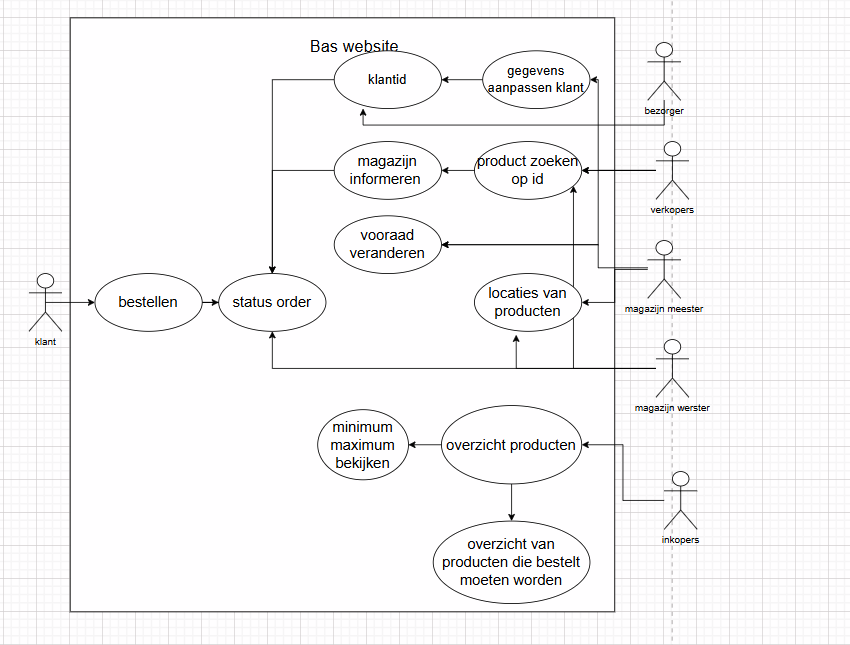 Bas website
klantid
gegevens
aanpassen klant
bezorger
magazijn
informeren
product zoeken
op id
verkopers
vooraad
veranderen
klant
bestellen
status order
locaties van
producten
magazijn meester
magazijn werster
minimum
maximum
bekijken
overzicht producten
inkopers
overzicht van
producten die bestelt
moeten worden